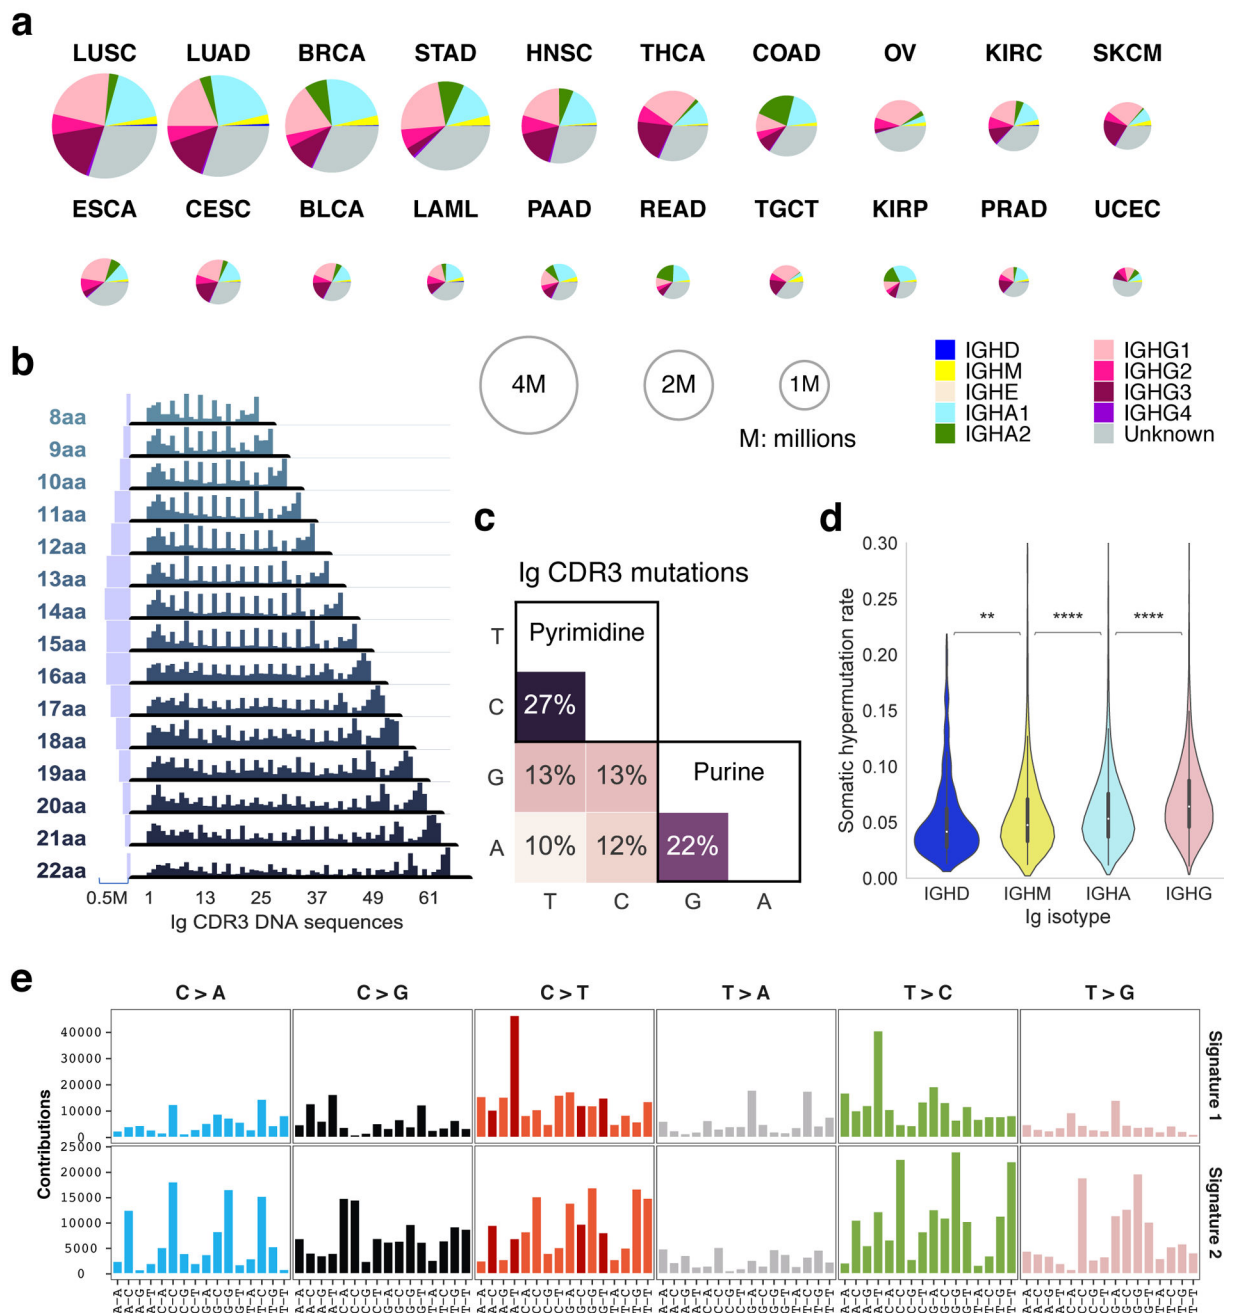 a
LUSC LUAD BRCA STAD HNSC THCA COAD OV KIRC SKCM
ESCA CESC BLCA LAML PAAD READ TGCT KIRP PRAD UCEC
4M 2M 1M
M: millions
IGHD IGHG1
IGHM IGHG2
IGHE IGHG3
IGHA1 IGHG4
IGHA2 Unknown
b
8aa
9aa
10aa
11aa
12aa
13aa
14aa
15aa
16aa
17aa
18aa
19aa
20aa
21aa
22aa
0.5M 1 13 25 37 49 61
Ig CDR3 DNA sequences
c
Ig CDR3 mutations
T Pyrimidine
C 27%
G 13% 13% Purine
A 10% 12% 22%
T C G A
d
Somatic hypermutation rate
0.30
0.25
0.20
0.15
0.10
0.05
0.00
** **** ****
IGHD IGHM IGHA IGHG
Ig isotype
e
C > A C > G C > T T > A T > C T > G
Contributions
40000
30000
20000
10000
0
Signature 1
25000
20000
15000
10000
5000
0
Signature 2